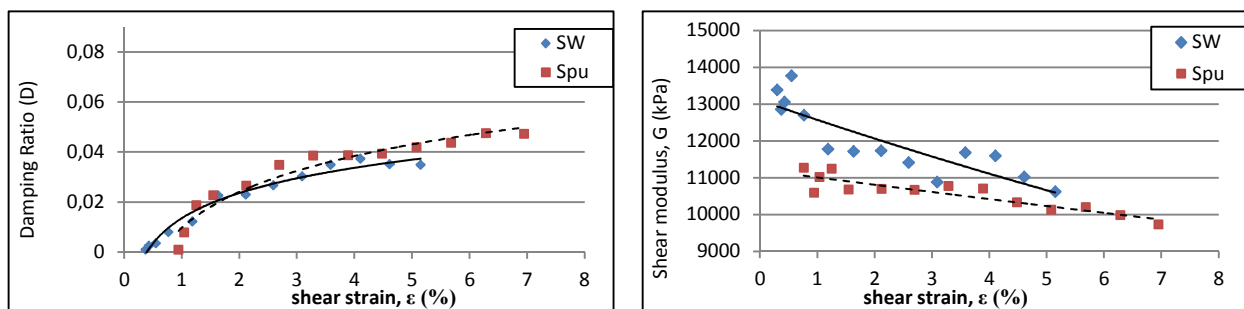 Damping Ratio (D)
0,08
0,06
0,04
0,02
0
0 1 2 3 4 5 6 7 8
shear strain, ε (%)
SW
Spu
Shear modulus, G (kPa)
15000
14000
13000
12000
11000
10000
9000
0 1 2 3 4 5 6 7 8
shear strain, ε (%)
SW
Spu